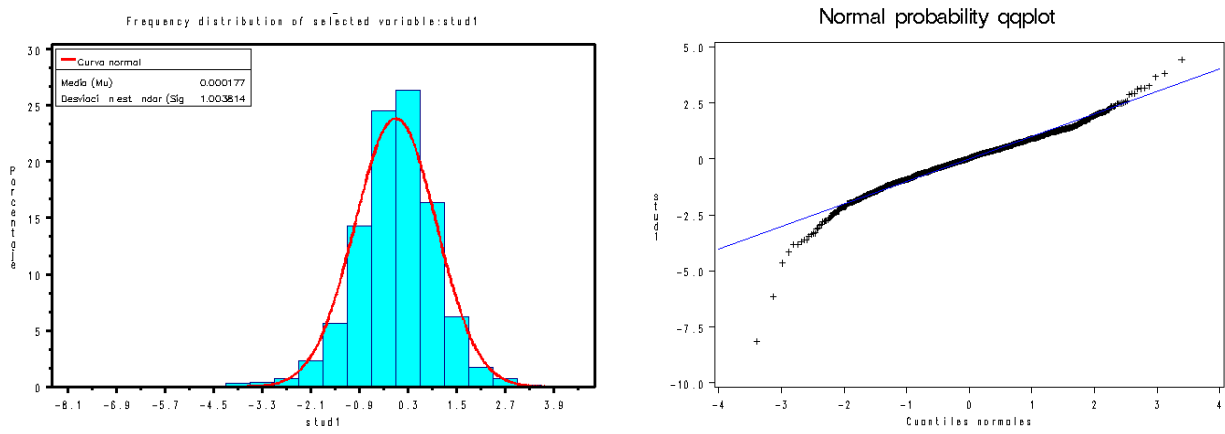 Frequency distribution of selected variable:stud1
Curva normal
Media (Mu) 0.000177
Desviaci n est ndar (Sig 1.003814
30
25
20
15
10
5
0
Porcentaje
-8.1 -6.9 -5.7 -4.5 -3.3 -2.1 -0.9 0.3 1.5 2.7 3.9
stud1
Normal probability qqplot
5.0
2.5
0
-2.5
-5.0
-7.5
-10.0
stud1
-4 -3 -2 -1 0 1 2 3 4
Cuantiles normales